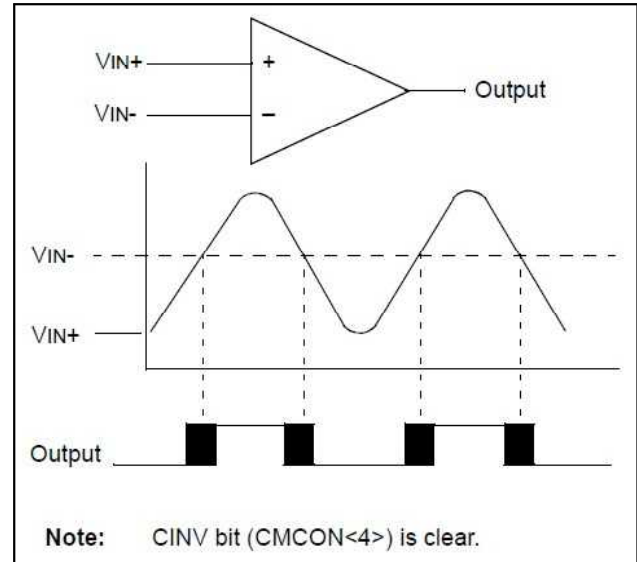 VIN+
+
Output
VIN-
–
VIN-
VIN+
Output
Note: CINV bit (CMCON<4>) is clear.